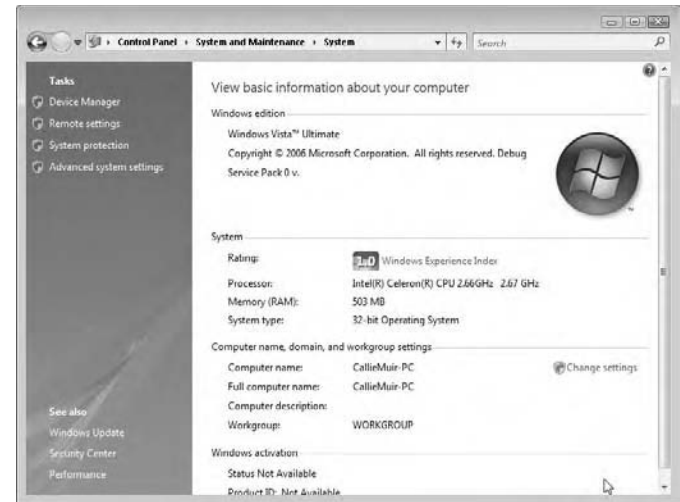 Control Panel ▸ System and Maintenance ▸ System
Search
Tasks
Device Manager
Remote settings
System protection
Advanced system settings
See also
Windows Update
Security Center
Performance
View basic information about your computer
Windows edition
Windows Vista™ Ultimate
Copyright © 2006 Microsoft Corporation. All rights reserved. Debug
Service Pack 0 v.
TM
System
Rating: 1.0 Windows Experience Index
Processor: Intel(R) Celeron(R) CPU 2.66GHz 2.67 GHz
Memory (RAM): 503 MB
System type: 32-bit Operating System
Computer name, domain, and workgroup settings
Computer name: CallieMuir-PC Change settings
Full computer name: CallieMuir-PC
Computer description:
Workgroup: WORKGROUP
Windows activation
Status Not Available
Product ID: Not Available